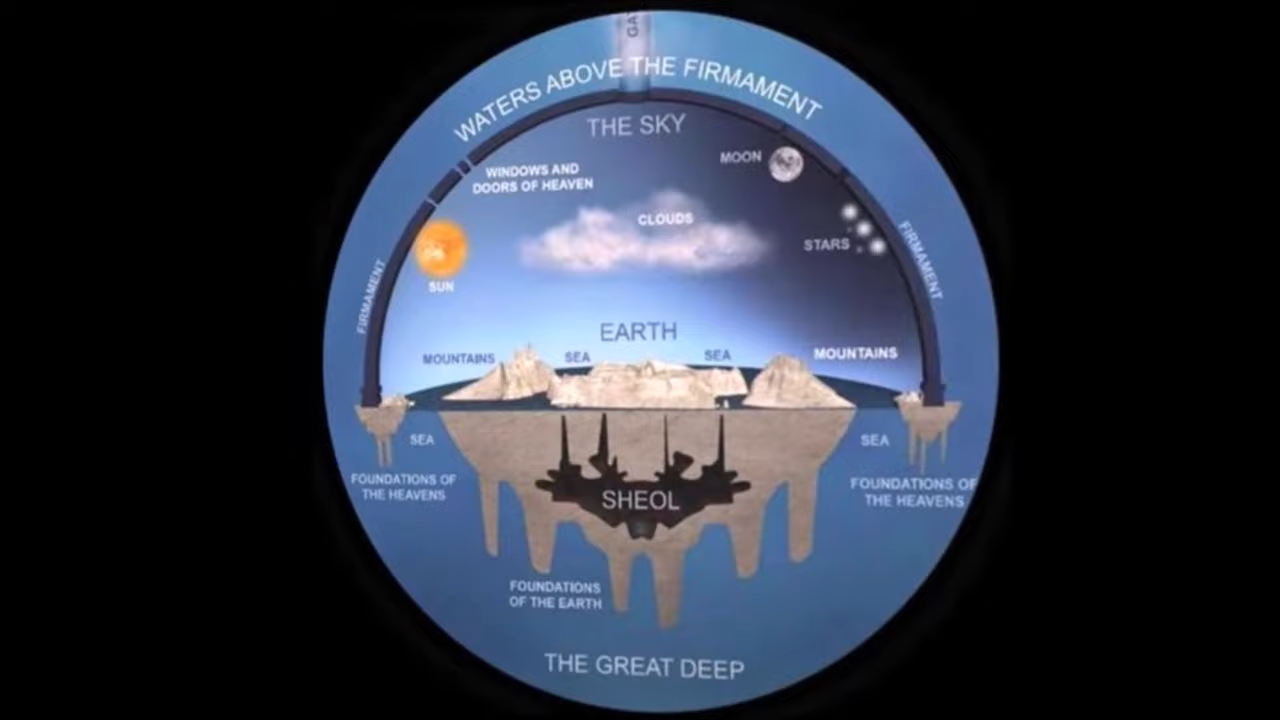 WATERS ABOVE THE FIRMAMENT
THE SKY
MOON
WINDOWS AND
DOORS OF HEAVEN
CLOUDS
STARS
FIRMAMENT
FIRMAMENT
SUN
EARTH
MOUNTAINS
SEA
SEA
MOUNTAINS
SEA
SEA
FOUNDATIONS OF
THE HEAVENS
FOUNDATIONS OF
THE HEAVENS
SHEOL
FOUNDATIONS
OF THE EARTH
THE GREAT DEEP